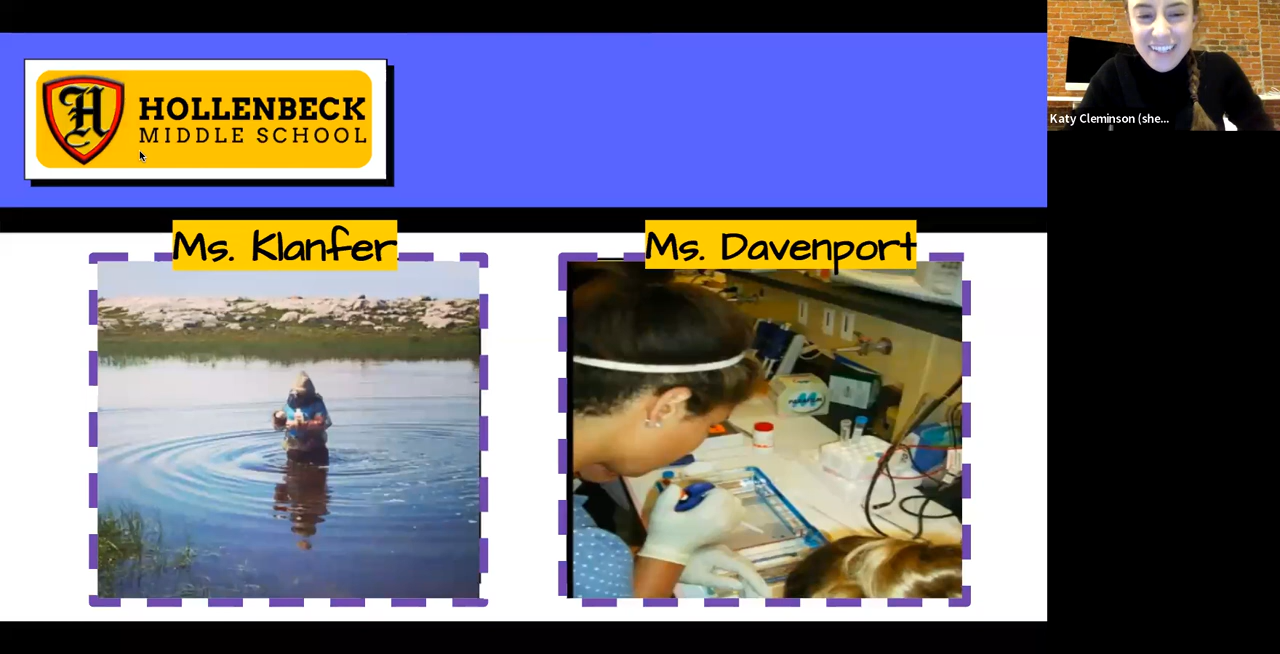 H
HOLLENBECK
MIDDLE SCHOOL
Katy Cleminson (she...
Ms. Klanfer
Ms. Davenport